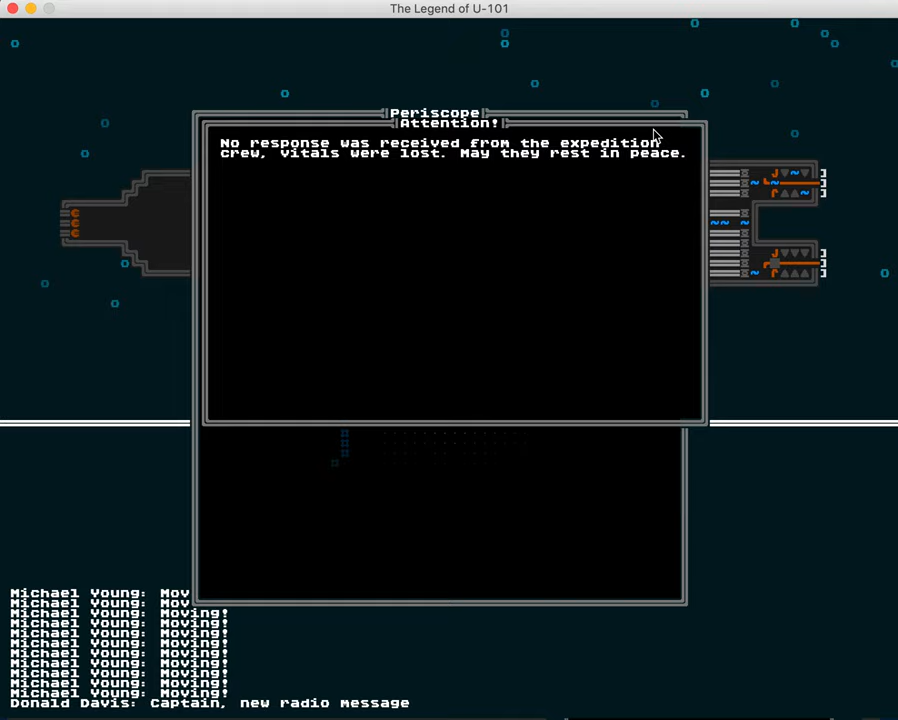 The Legend of U-101
Periscope
Attention!
No response was received from the expedition
crew, vitals were lost. May they rest in peace.
Michael Young: Mov
Michael Young: Mov
Michael Young: Moving!
Michael Young: Moving!
Michael Young: Moving!
Michael Young: Moving!
Michael Young: Moving!
Michael Young: Moving!
Michael Young: Moving!
Michael Young: Moving!
Michael Young: Moving!
Donald Davis: Captain, new radio message